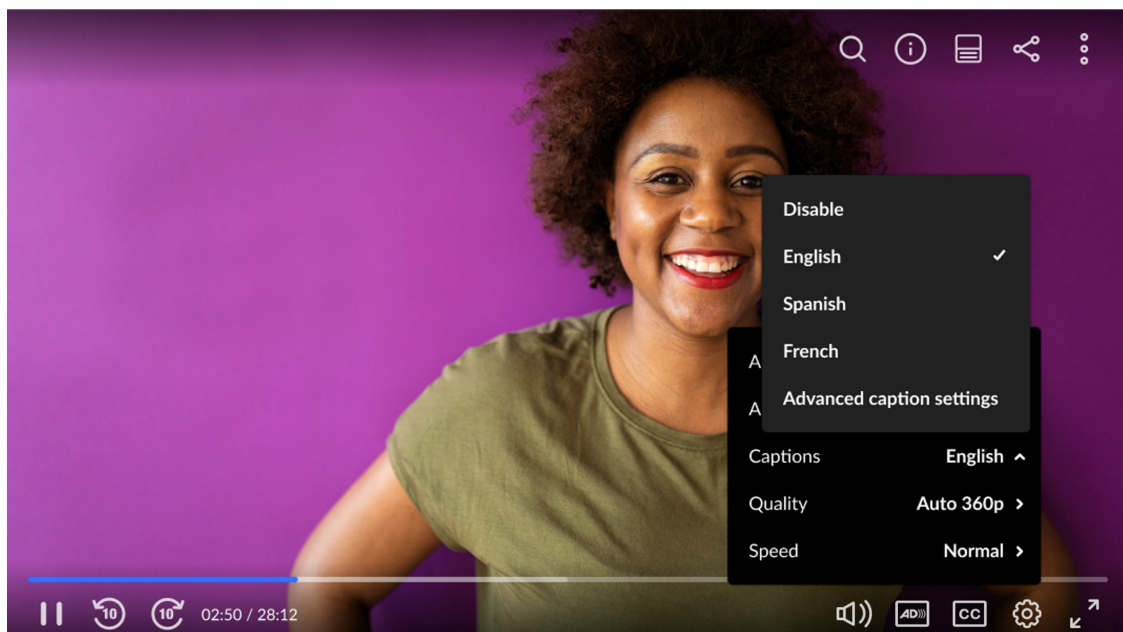 Disable
English
Spanish
French
Advanced caption settings
A
A
Captions English
Quality Auto 360p
Speed Normal
10 10 02:50 / 28:12 AD CC